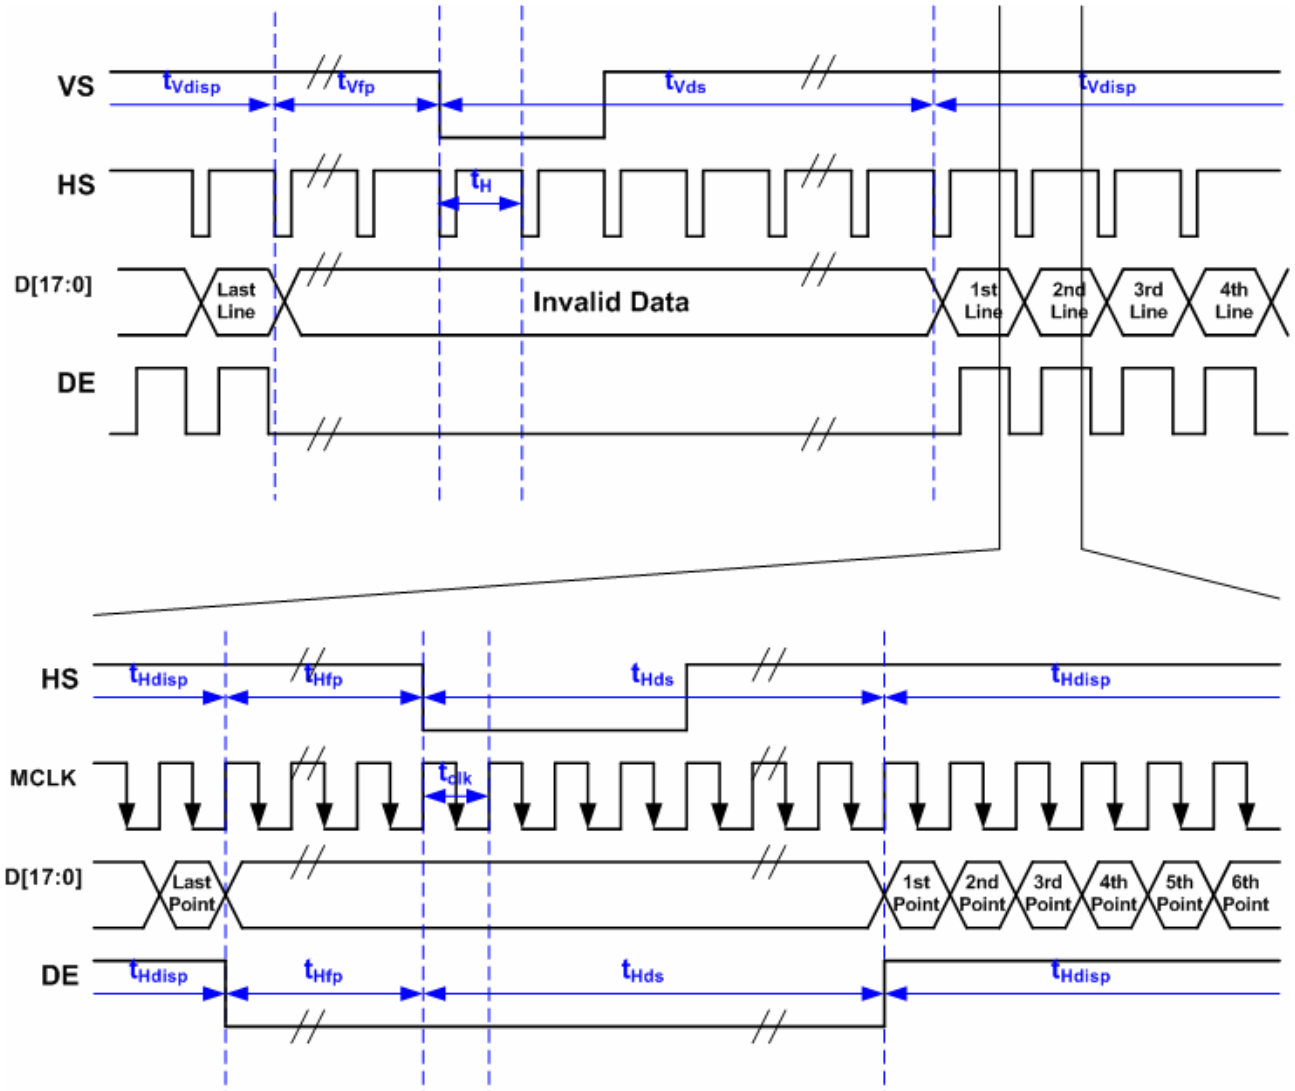 VS
tVdisp tVfp tVds tVdisp
HS
tH
D[17:0]
Last Line
Invalid Data
1st Line
2nd Line
3rd Line
4th Line
DE
HS
tHdisp tHfp tHds tHdisp
MCLK
tclk
D[17:0]
Last Point
1st Point
2nd Point
3rd Point
4th Point
5th Point
6th Point
DE
tHdisp tHfp tHds tHdisp